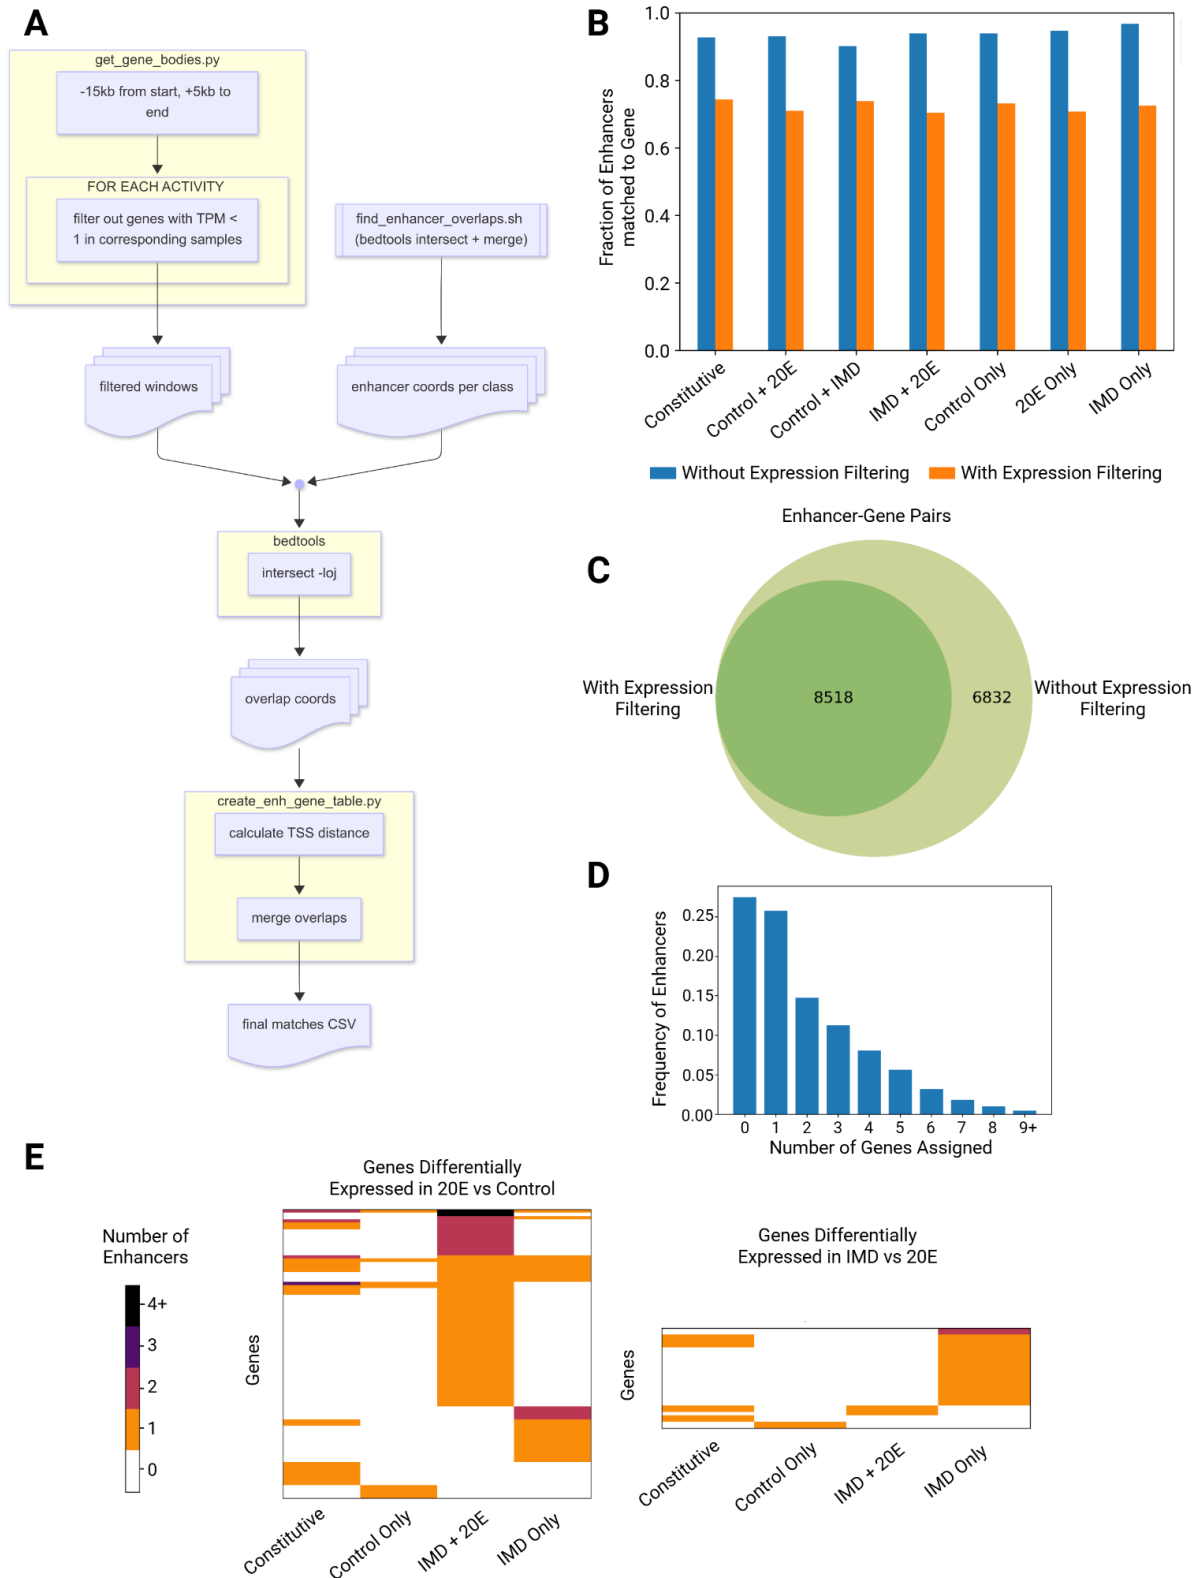 A
get_gene_bodies.py
-15kb from start, +5kb to
end
FOR EACH ACTIVITY
filter out genes with TPM <
1 in corresponding samples
find_enhancer_overlaps.sh
(bedtools intersect + merge)
filtered windows
enhancer coords per class
bedtools
intersect -loj
overlap coords
create_enh_gene_table.py
calculate TSS distance
merge overlaps
final matches CSV
B
Fraction of Enhancers
matched to Gene
1.0
0.8
0.6
0.4
0.2
0.0
Constitutive
Control + 20E
Control + IMD
IMD + 20E
Control Only
20E Only
IMD Only
Without Expression Filtering
With Expression Filtering
C
Enhancer-Gene Pairs
With Expression
Filtering
8518
6832
Without Expression
Filtering
D
Frequency of Enhancers
0.25
0.20
0.15
0.10
0.05
0.00
0 1 2 3 4 5 6 7 8 9+
Number of Genes Assigned
E
Number of
Enhancers
4+
3
2
1
0
Genes Differentially
Expressed in 20E vs Control
Genes
Constitutive
Control Only
IMD + 20E
IMD Only
Genes Differentially
Expressed in IMD vs 20E
Genes
Constitutive
Control Only
IMD + 20E
IMD Only